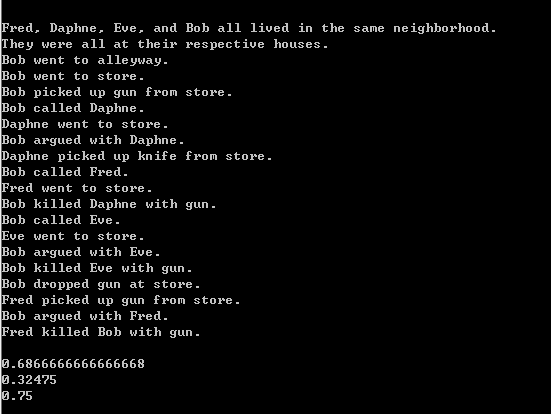 Fred, Daphne, Eve, and Bob all lived in the same neighborhood.
They were all at their respective houses.
Bob went to alleyway.
Bob went to store.
Bob picked up gun from store.
Bob called Daphne.
Daphne went to store.
Bob argued with Daphne.
Daphne picked up knife from store.
Bob called Fred.
Fred went to store.
Bob killed Daphne with gun.
Bob called Eve.
Eve went to store.
Bob argued with Eve.
Bob killed Eve with gun.
Bob dropped gun at store.
Fred picked up gun from store.
Bob argued with Fred.
Fred killed Bob with gun.
0.6866666666666668
0.32475
0.75